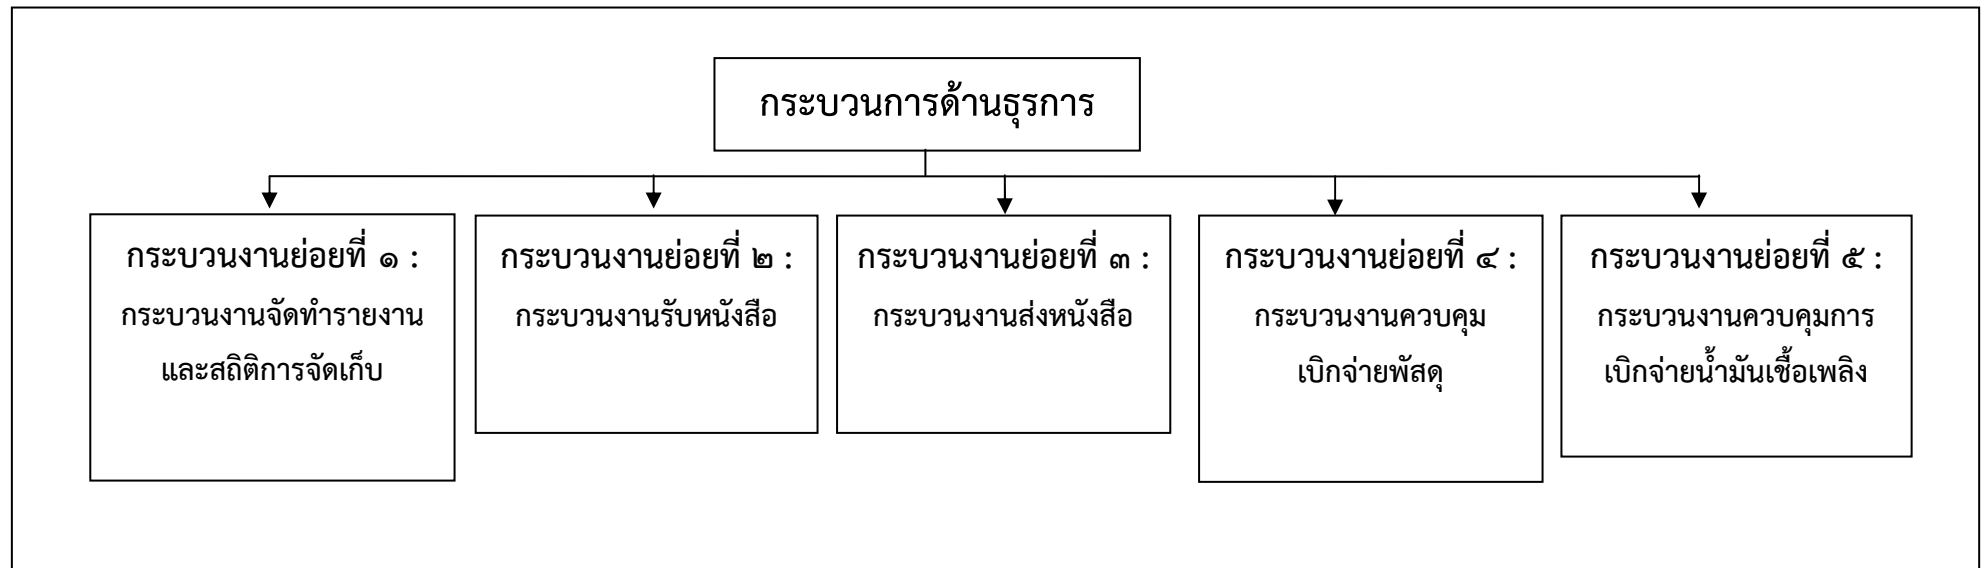 กระบวนการด้านธุรการ
กระบวนงานย่อยที่ ๑ :
กระบวนงานจัดทำรายงาน
และสถิติการจัดเก็บ
กระบวนงานย่อยที่ ๒ :
กระบวนงานรับหนังสือ
กระบวนงานย่อยที่ ๓ :
กระบวนงานส่งหนังสือ
กระบวนงานย่อยที่ ๔ :
กระบวนงานควบคุม
เบิกจ่ายพัสดุ
กระบวนงานย่อยที่ ๕ :
กระบวนงานควบคุมการ
เบิกจ่ายน้ำมันเชื้อเพลิง